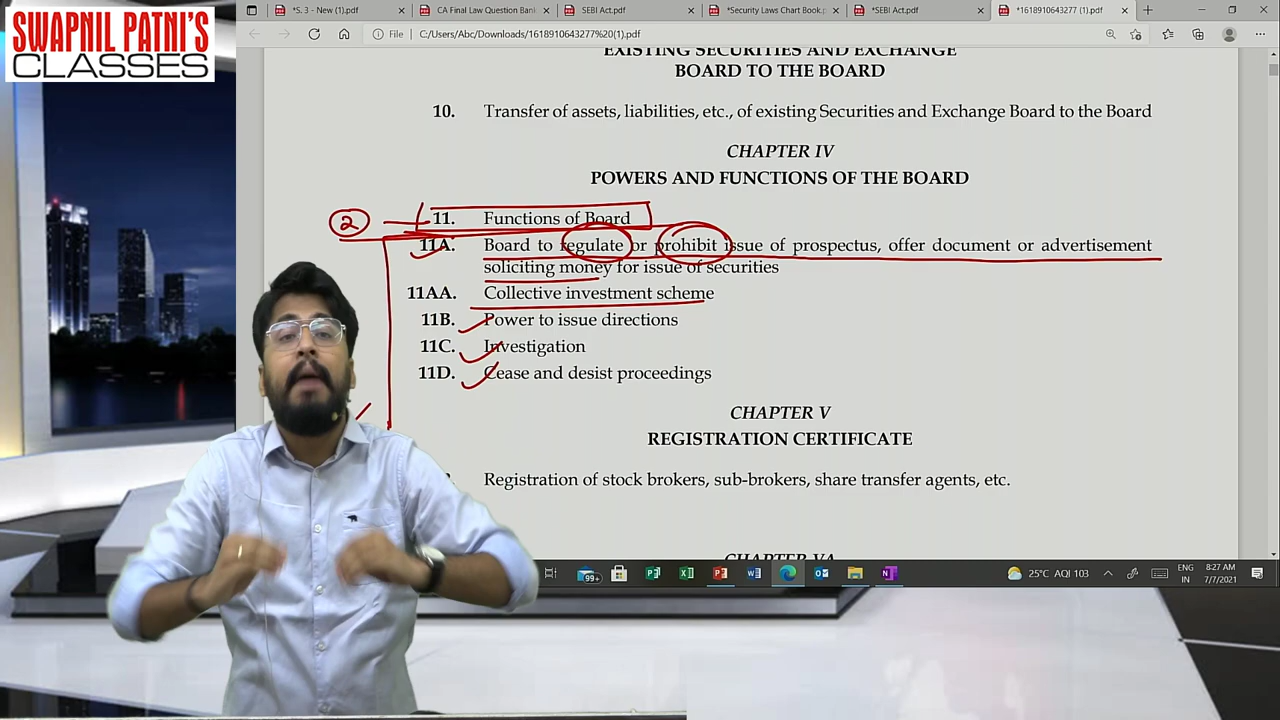 SWAPNIL PATNI'S
CLASSES
*S. 3 - New (1).pdf
CA Final Law Question Bank
SEBI Act.pdf
*Security Laws Chart Book.p
*SEBI Act.pdf
*1618910643277 (1).pdf
File
C:/Users/Abc/Downloads/1618910643277%20(1).pdf
EXISTING SECURITIES AND EXCHANGE
BOARD TO THE BOARD
10. Transfer of assets, liabilities, etc., of existing Securities and Exchange Board to the Board
CHAPTER IV
POWERS AND FUNCTIONS OF THE BOARD
2
11. Functions of Board
11A. Board to regulate or prohibit issue of prospectus, offer document or advertisement
soliciting money for issue of securities
11AA. Collective investment scheme
11B. Power to issue directions
11C. Investigation
11D. Cease and desist proceedings
CHAPTER V
REGISTRATION CERTIFICATE
Registration of stock brokers, sub-brokers, share transfer agents, etc.
CHAPTER VA
99+
25°C AQI 103
ENG
IN
8:27 AM
7/7/2021